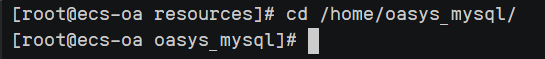 [root@ecs-oa resources]# cd /home/oasys_mysql/
[root@ecs-oa oasys_mysql]#